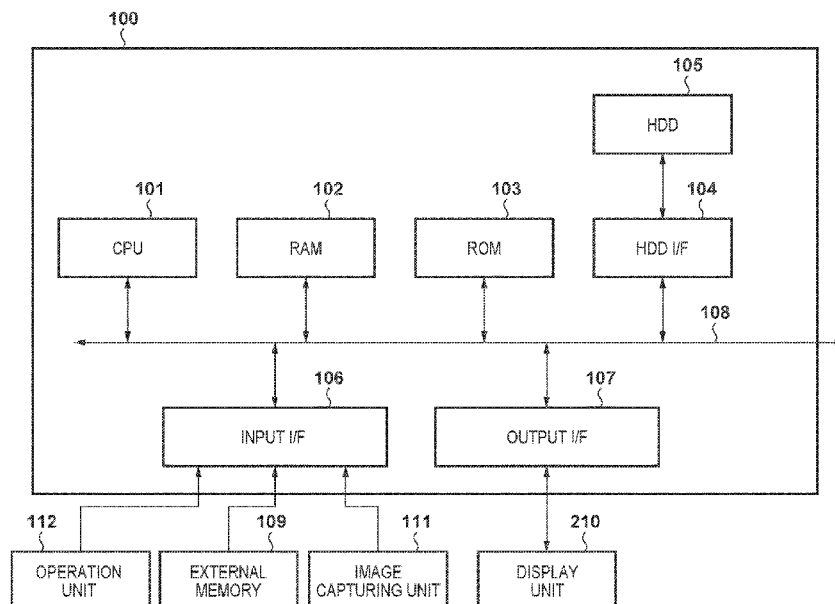 100
105
HDD
101
102
103
104
CPU
RAM
ROM
HDD I/F
108
106
107
INPUT I/F
OUTPUT I/F
112
109
111
210
OPERATION
UNIT
EXTERNAL
MEMORY
IMAGE
CAPTURING UNIT
DISPLAY
UNIT